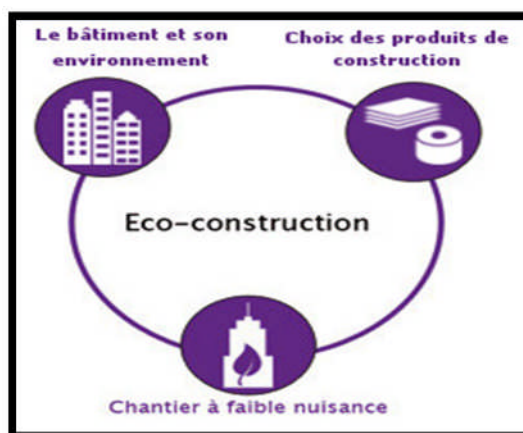 Le bâtiment et son
environnement
Choix des produits de
construction
Eco-construction
Chantier à faible nuisance